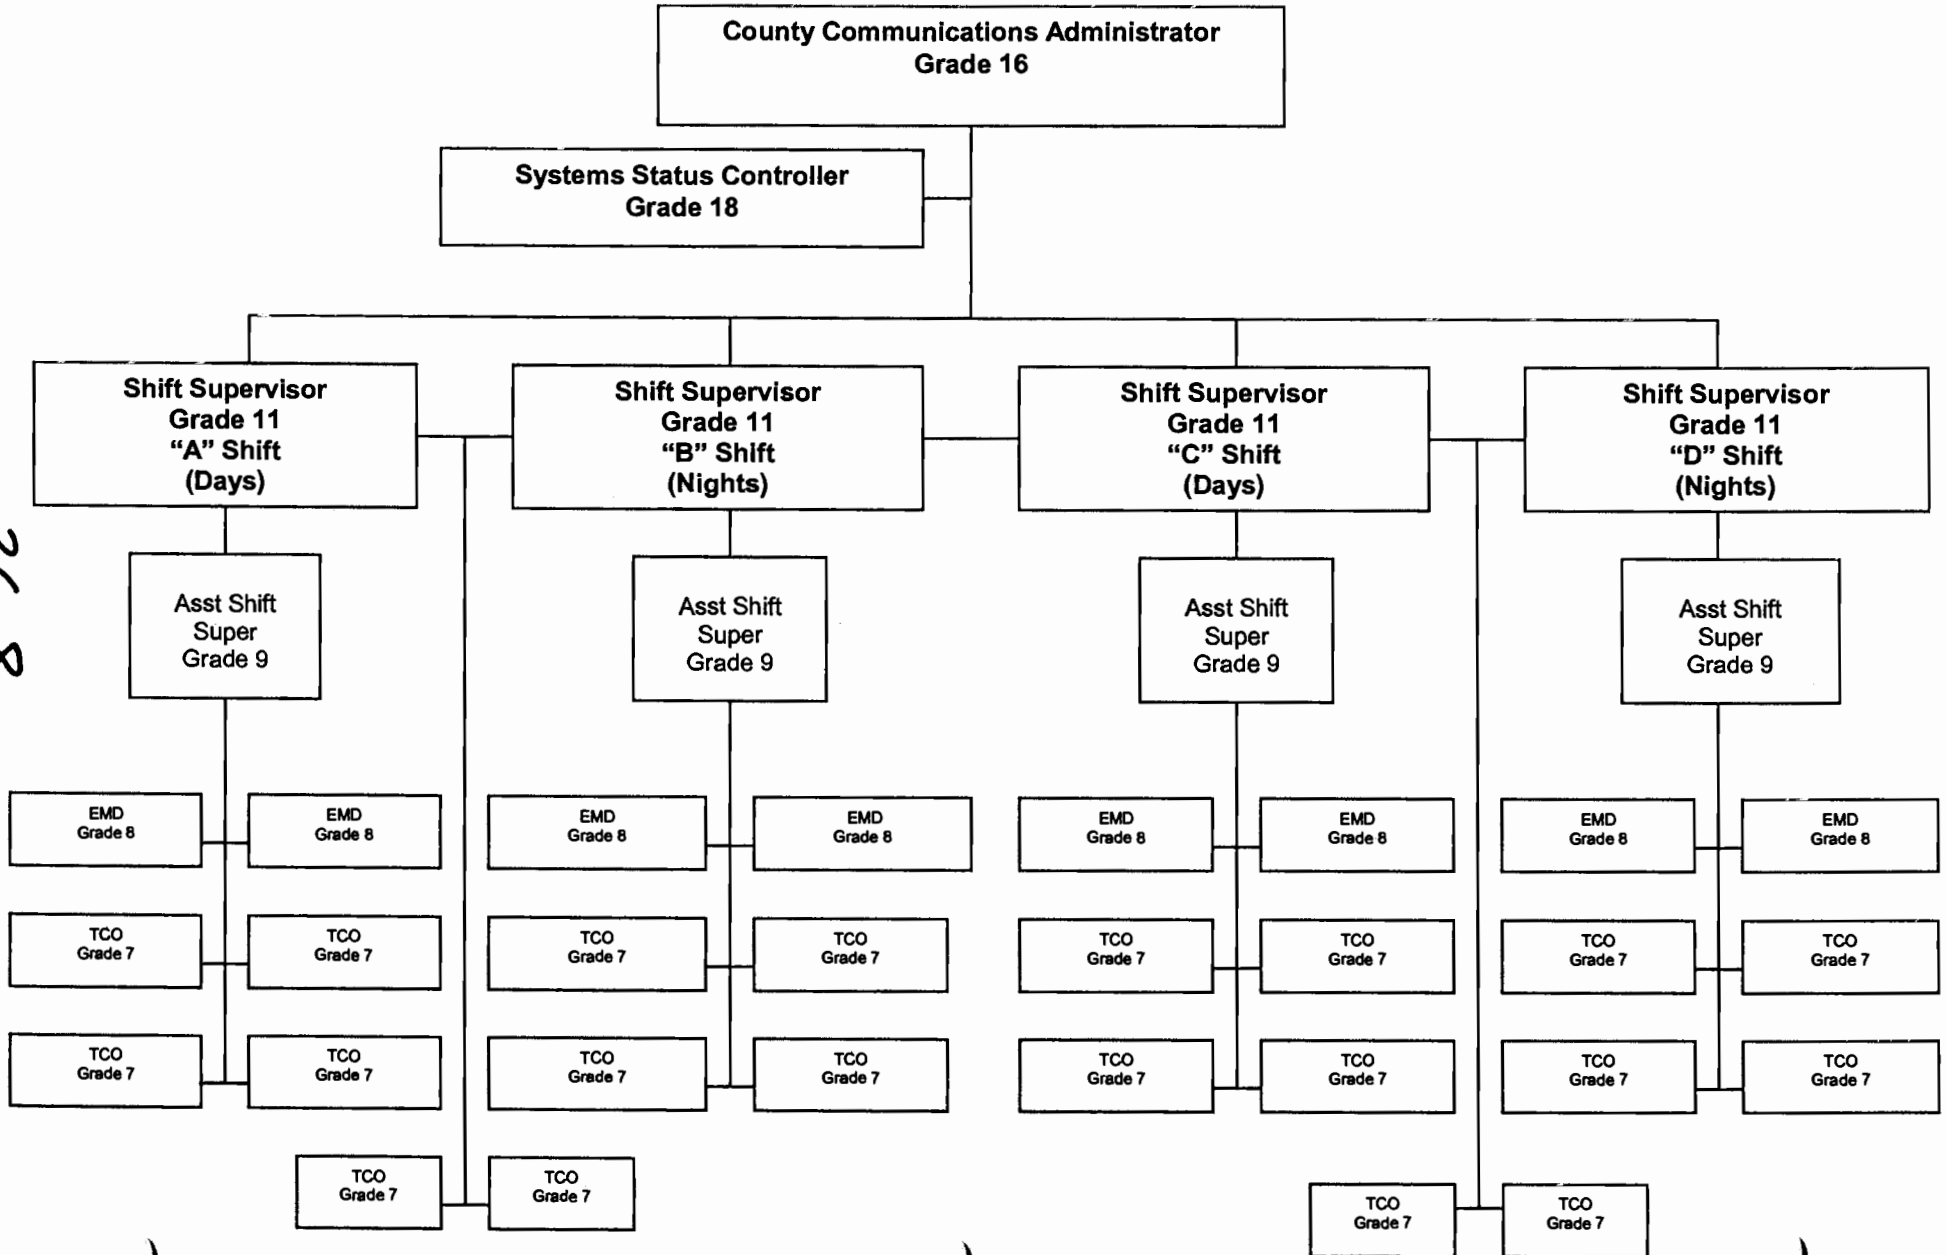 County Communications Administrator
Grade 16
Systems Status Controller
Grade 18
Shift Supervisor
Grade 11
“A” Shift
(Days)
Shift Supervisor
Grade 11
“B” Shift
(Nights)
Shift Supervisor
Grade 11
“C” Shift
(Days)
Shift Supervisor
Grade 11
“D” Shift
(Nights)
Asst Shift
Super
Grade 9
Asst Shift
Super
Grade 9
Asst Shift
Super
Grade 9
Asst Shift
Super
Grade 9
EMD
Grade 8
EMD
Grade 8
EMD
Grade 8
EMD
Grade 8
EMD
Grade 8
EMD
Grade 8
EMD
Grade 8
EMD
Grade 8
TCO
Grade 7
TCO
Grade 7
TCO
Grade 7
TCO
Grade 7
TCO
Grade 7
TCO
Grade 7
TCO
Grade 7
TCO
Grade 7
TCO
Grade 7
TCO
Grade 7
TCO
Grade 7
TCO
Grade 7
TCO
Grade 7
TCO
Grade 7
TCO
Grade 7
TCO
Grade 7
TCO
Grade 7
TCO
Grade 7
TCO
Grade 7
TCO
Grade 7